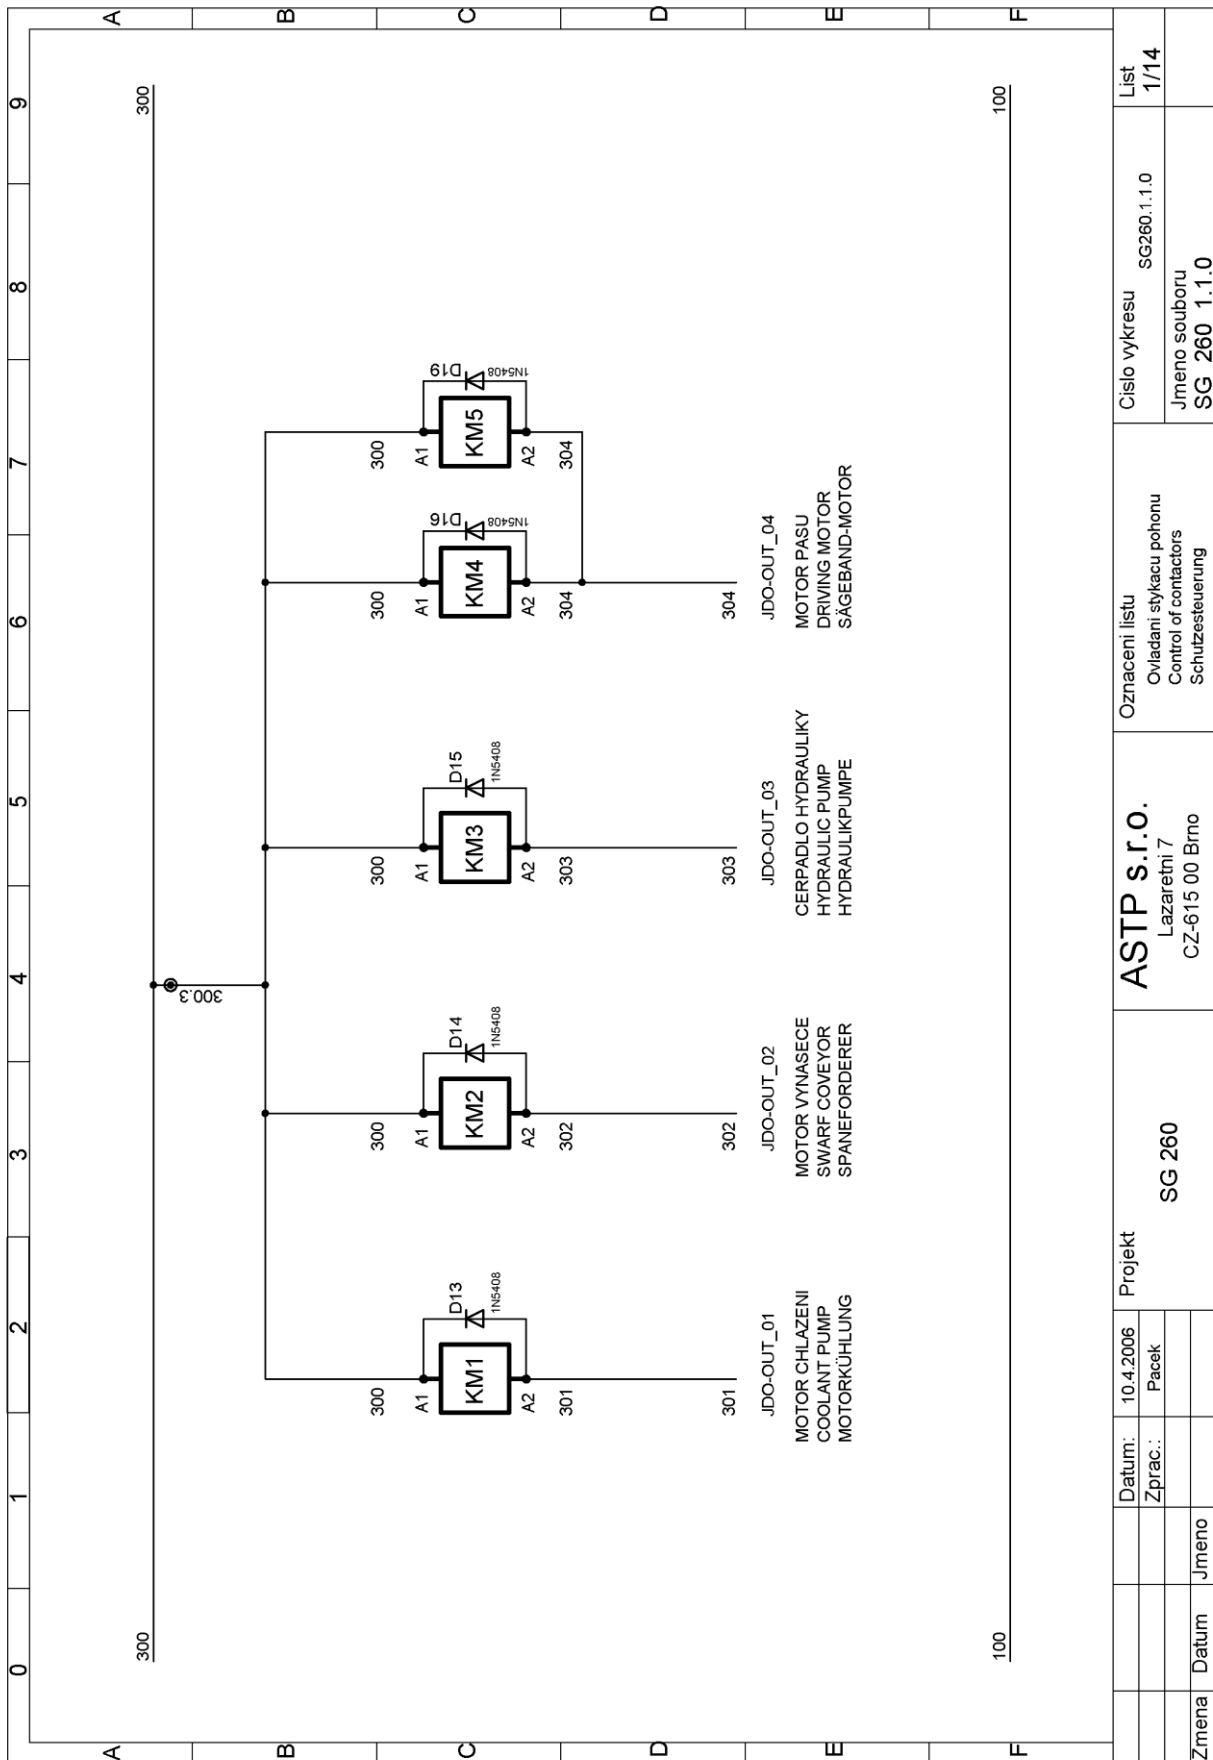 0 1 2 3 4 5 6 7 8 9
A
A
B
B
C
C
D
D
E
E
F
F
300
300
300.3
300
A1
KM1
A2
301
D13
1N5408
301
JDO-OUT_01
MOTOR CHLAZENI
COOLANT PUMP
MOTORKÜHLUNG
300
A1
KM2
A2
302
D14
1N5408
302
JDO-OUT_02
MOTOR VYNASECE
SWARF COVEYOR
SPANEFORDERER
300
A1
KM3
A2
303
D15
1N5408
303
JDO-OUT_03
CERPADLO HYDRAULIKY
HYDRAULIC PUMP
HYDRAULIKPUMPE
300
A1
KM4
A2
304
D16
1N5408
304
JDO-OUT_04
MOTOR PASU
DRIVING MOTOR
SÄGEBAND-MOTOR
300
A1
KM5
A2
304
D19
1N5408
100
100
Zmena
Datum
Jmeno
Datum:
10.4.2006
Zprac.:
Pacek
Projekt
SG 260
ASTP s.r.o.
Lazaretni 7
CZ-615 00 Brno
Oznaceni listu
Ovladani stykacu pohonu
Control of contactors
Schutzesteuerung
Cislo vykresu
SG260.1.1.0
Jmeno souboru
SG 260 1.1.0
List
1/14